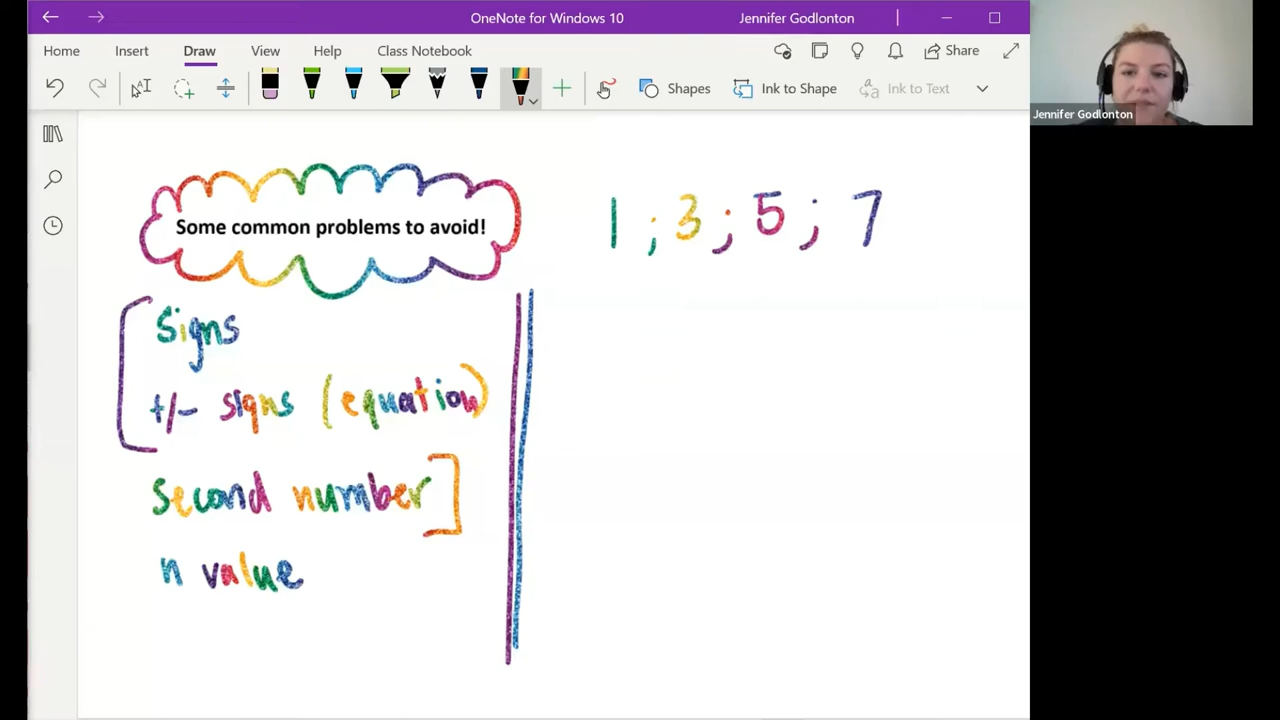 OneNote for Windows 10
Jennifer Godlonton
Home Insert Draw View Help Class Notebook Share
Shapes Ink to Shape Ink to Text
Jennifer Godlonton
Some common problems to avoid!
1 ; 3 ; 5 ; 7
Signs
+/- signs (equation)
second number]
n value